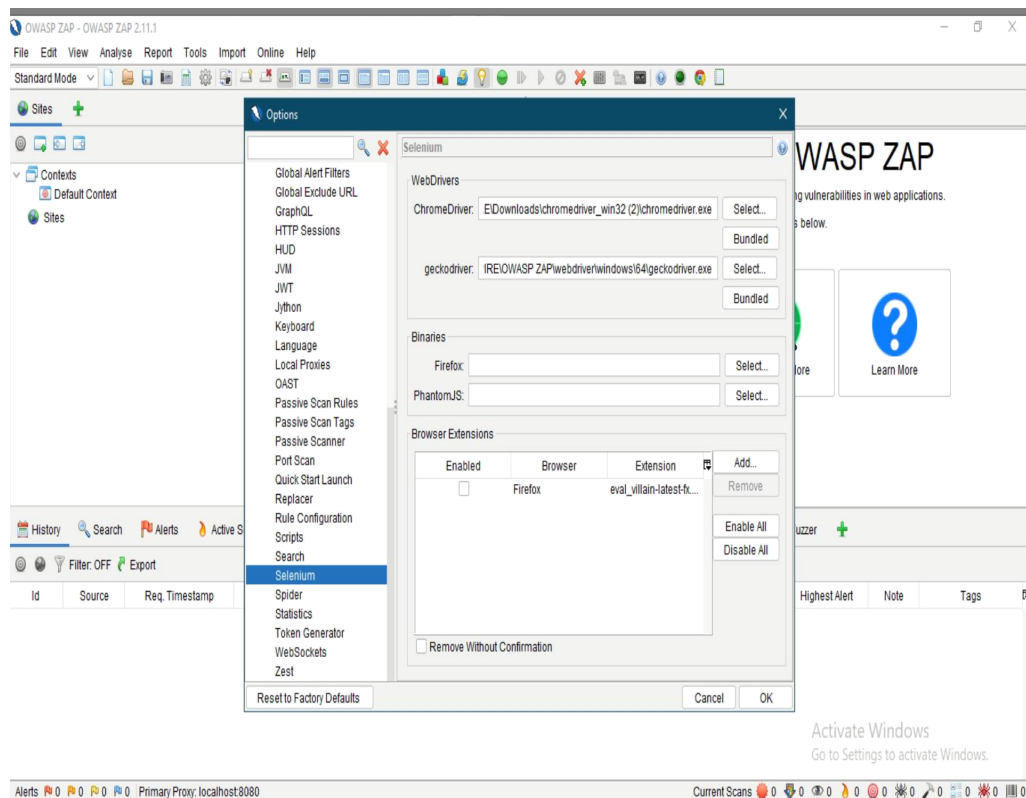 OWASP ZAP - OWASP ZAP 2.11.1
File Edit View Analyse Report Tools Import Online Help
Standard Mode
Sites
Contexts
Default Context
Sites
WASP ZAP
ng vulnerabilities in web applications.
s below.
lore
Learn More
Options
Global Alert Filters
Global Exclude URL
GraphQL
HTTP Sessions
HUD
JVM
JWT
Jython
Keyboard
Language
Local Proxies
OAST
Passive Scan Rules
Passive Scan Tags
Passive Scanner
Port Scan
Quick Start Launch
Replacer
Rule Configuration
Scripts
Search
Selenium
Spider
Statistics
Token Generator
WebSockets
Zest
Selenium
WebDrivers
ChromeDriver: E\Downloads\chromedriver_win32 (2)\chromedriver.exe Select...
Bundled
geckodriver: IRE\OWASP ZAP\webdriver\windows\64\geckodriver.exe Select...
Bundled
Binaries
Firefox: Select...
PhantomJS: Select...
Browser Extensions
Enabled Browser Extension
Firefox eval_villain-latest-fx....
Add...
Remove
Enable All
Disable All
Remove Without Confirmation
Reset to Factory Defaults Cancel OK
History Search Alerts Active S
uzzer
Filter: OFF Export
Id Source Req. Timestamp
Highest Alert Note Tags
Activate Windows
Go to Settings to activate Windows.
Alerts 0 0 0 0 Primary Proxy: localhost:8080
Current Scans 0 0 0 0 0 0 0 0 0 0